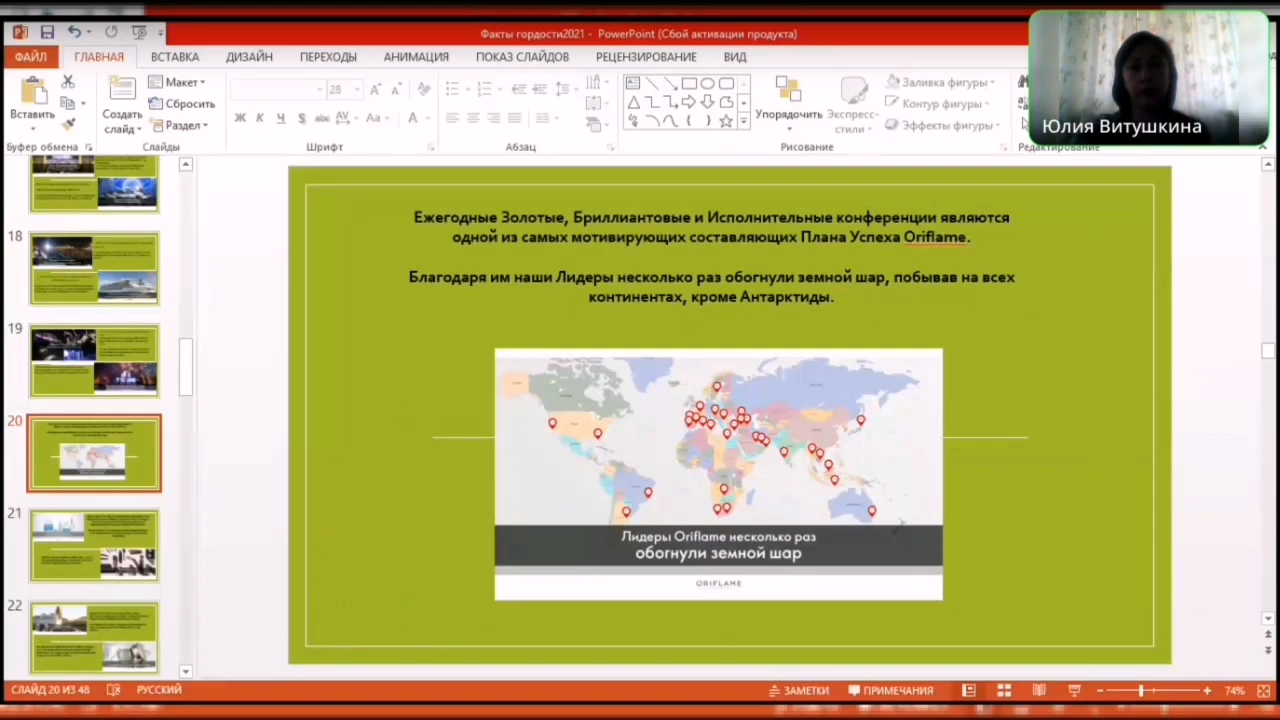 Факты гордости2021 - PowerPoint (Сбой активации продукта)
ФАЙЛ ГЛАВНАЯ ВСТАВКА ДИЗАЙН ПЕРЕХОДЫ АНИМАЦИЯ ПОКАЗ СЛАЙДОВ РЕЦЕНЗИРОВАНИЕ ВИД
Вставить
Создать
слайд
Макет
Сбросить
Раздел
28
Ж К Ч S abc AV Aa A
Упорядочить
Экспресс-
стили
Заливка фигуры
Контур фигуры
Эффекты фигуры
Юлия Витушкина
Буфер обмена Слайды Шрифт Абзац Рисование Редактирование
18
19
20
21
22
Ежегодные Золотые, Бриллиантовые и Исполнительные конференции являются
одной из самых мотивирующих составляющих Плана Успеха Oriflame.
Благодаря им наши Лидеры несколько раз обогнули земной шар, побывав на всех
континентах, кроме Антарктиды.
Лидеры Oriflame несколько раз
обогнули земной шар
ORIFLAME
СЛАЙД 20 ИЗ 48 РУССКИЙ ЗАМЕТКИ ПРИМЕЧАНИЯ 74%